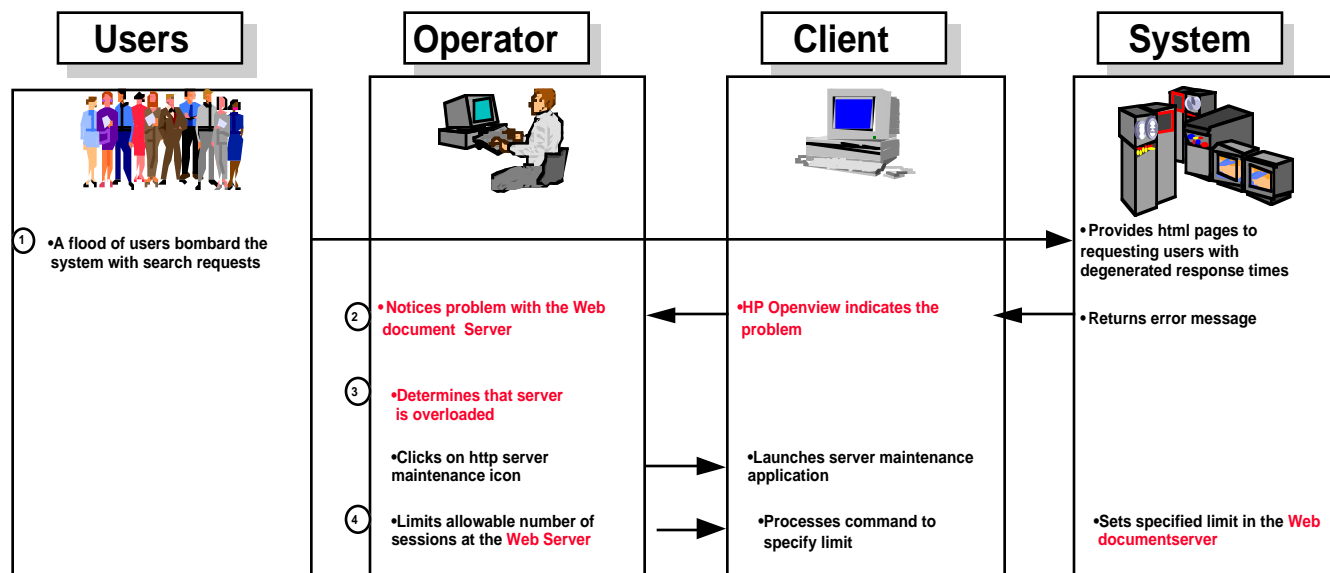 Users
Operator
Client
System
1
•A flood of users bombard the
system with search requests
•Provides html pages to
requesting users with
degenerated response times
2
•Notices problem with the Web
document Server
•HP Openview indicates the
problem
•Returns error message
3
•Determines that server
is overloaded
•Clicks on http server
maintenance icon
•Launches server maintenance
application
4
•Limits allowable number of
sessions at the Web Server
•Processes command to
specify limit
•Sets specified limit in the Web
documentserver